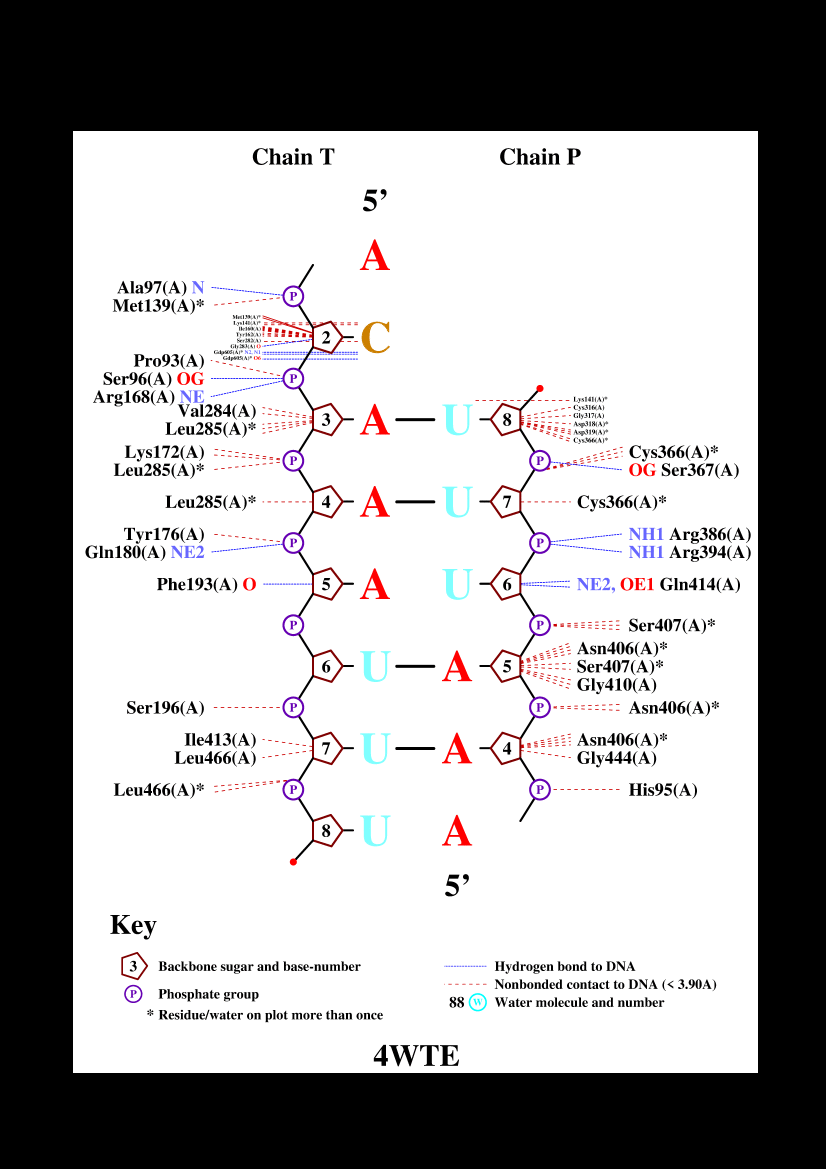 Chain T
Chain P
5’
A
Ala97(A) N
P
Met139(A)*
Met139(A)*
Lys141(A)*
Ile160(A)
Tyr162(A)
Ser282(A)
Gly283(A) O
Gdp605(A)* N2, N1
Gdp605(A)* O6
2
C
Pro93(A)
Ser96(A) OG
P
Arg168(A) NE
Val284(A)
Leu285(A)*
3
A
U
8
Lys141(A)*
Cys316(A)
Gly317(A)
Asp318(A)*
Asp319(A)*
Cys366(A)*
Lys172(A)
Leu285(A)*
P
P
Cys366(A)*
OG Ser367(A)
Leu285(A)*
4
A
U
7
Cys366(A)*
Tyr176(A)
Gln180(A) NE2
P
P
NH1 Arg386(A)
NH1 Arg394(A)
Phe193(A) O
5
A
U
6
NE2, OE1 Gln414(A)
P
P
Ser407(A)*
6
U
A
5
Asn406(A)*
Ser407(A)*
Gly410(A)
Ser196(A)
P
P
Asn406(A)*
Ile413(A)
Leu466(A)
7
U
A
4
Asn406(A)*
Gly444(A)
Leu466(A)*
P
P
His95(A)
8
U
A
5’
Key
3 Backbone sugar and base-number
P Phosphate group
* Residue/water on plot more than once
Hydrogen bond to DNA
Nonbonded contact to DNA (< 3.90A)
88 W Water molecule and number
4WTE